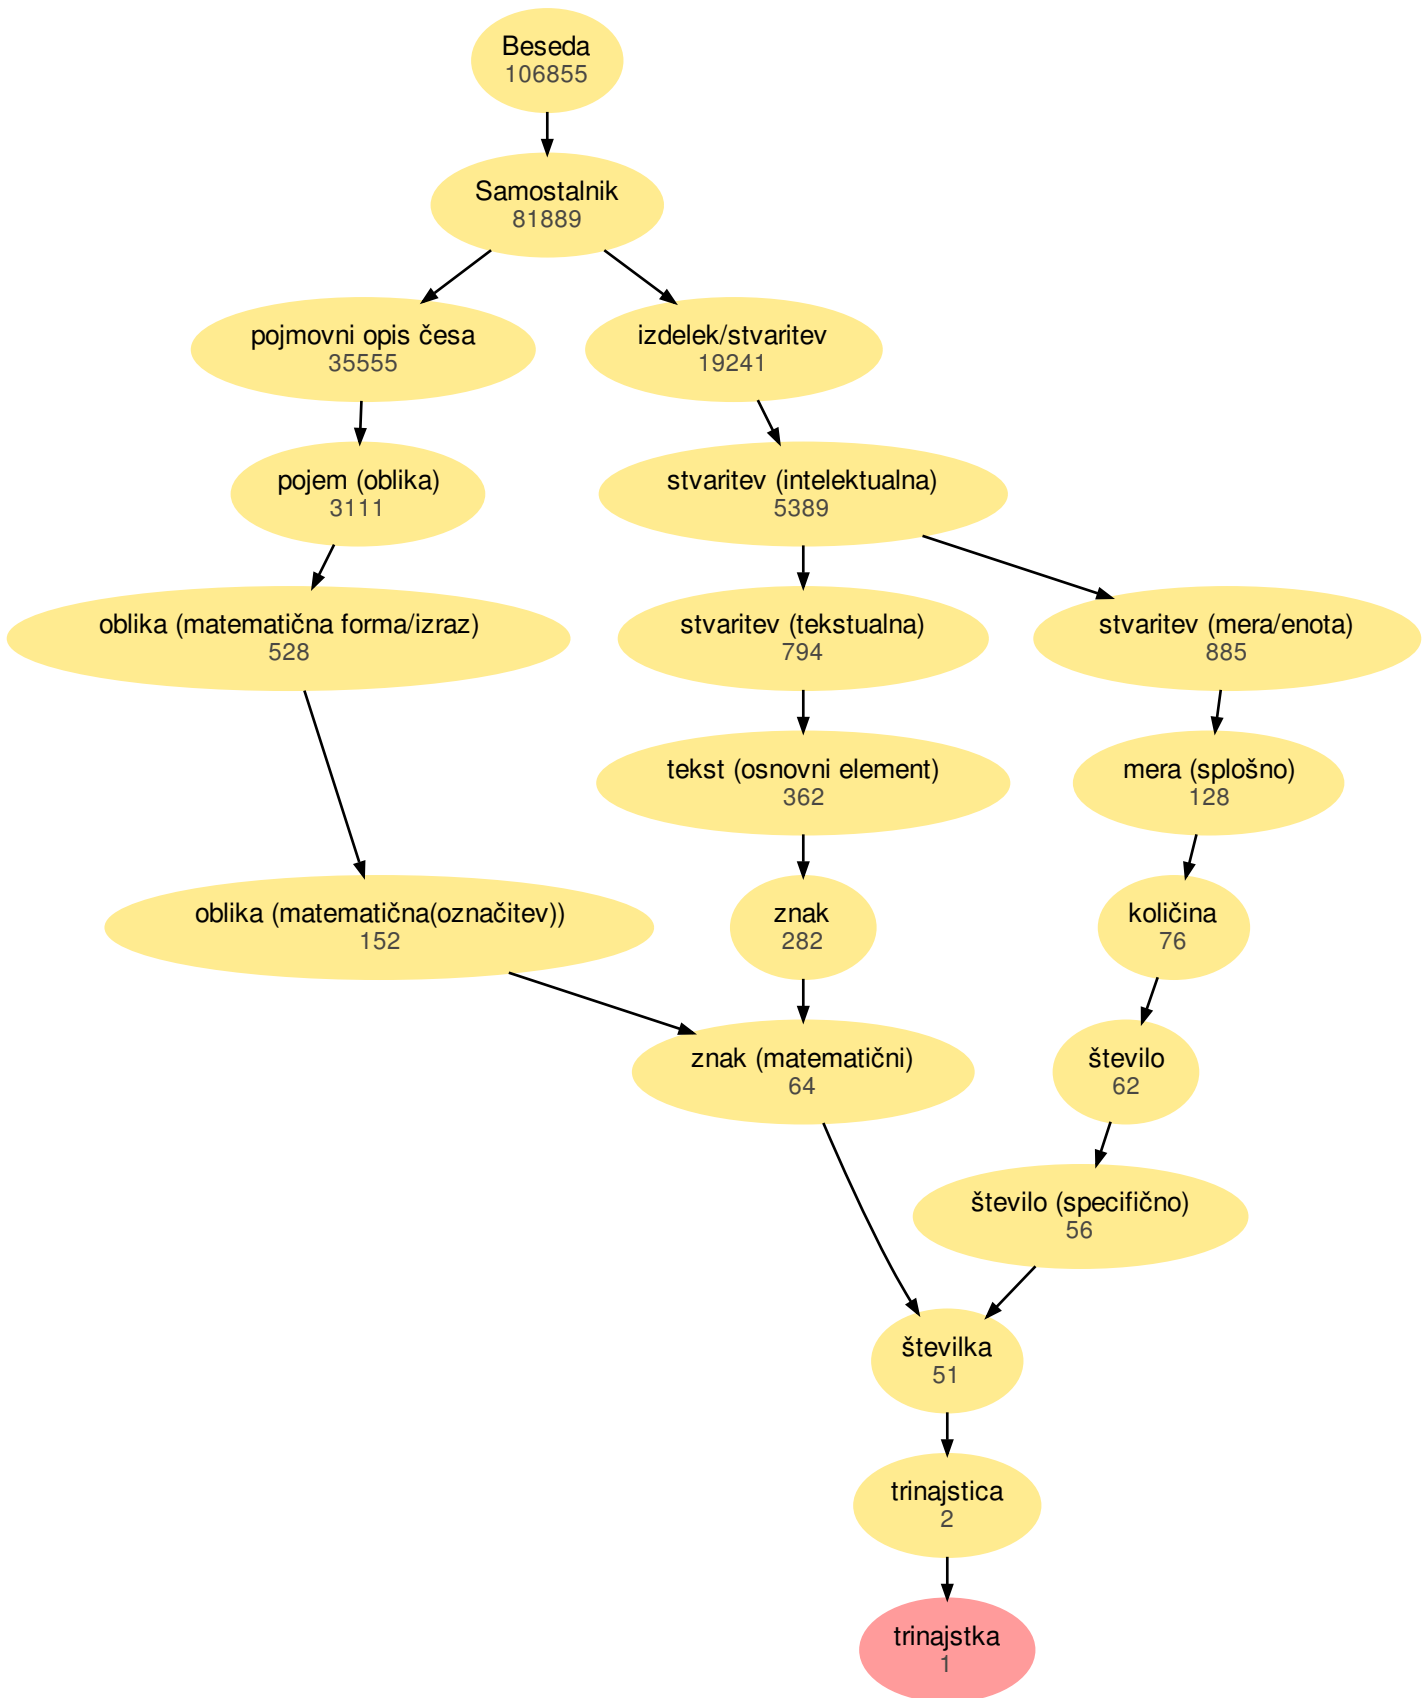 Beseda
106855
Samostalnik
81889
pojmovni opis česa
35555
izdelek/stvaritev
19241
pojem (oblika)
3111
stvaritev (intelektualna)
5389
oblika (matematična forma/izraz)
528
stvaritev (tekstualna)
794
stvaritev (mera/enota)
885
tekst (osnovni element)
362
mera (splošno)
128
oblika (matematična(označitev))
152
znak
282
količina
76
znak (matematični)
64
število
62
število (specifično)
56
številka
51
trinajstica
2
trinajstka
1